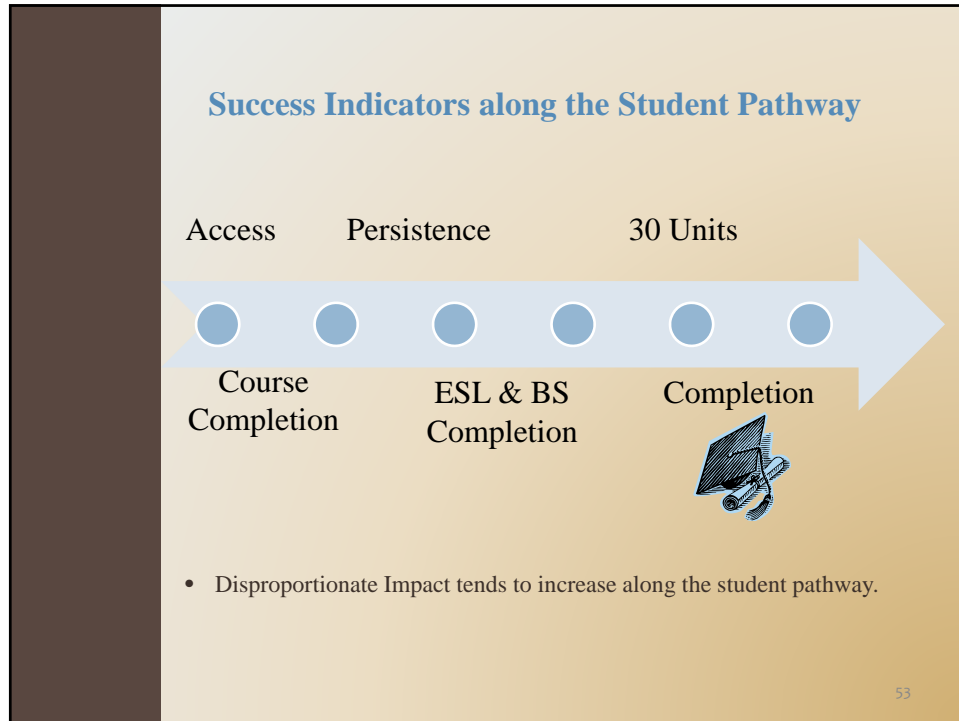 Success Indicators along the Student Pathway
Access Persistence 30 Units
Course
Completion
ESL & BS
Completion
Completion
• Disproportionate Impact tends to increase along the student pathway.
53